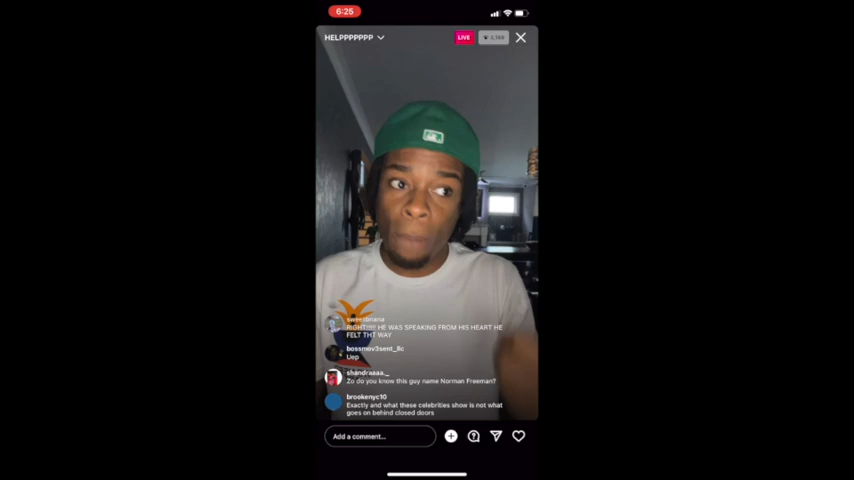 6:25
HELPPPPPPP
LIVE
sweetbnana
RIGHT!!!!! HE WAS SPEAKING FROM HIS HEART HE
FELT THT WAY
bossmov3sent_llc
Uep
shandraaaa._
Zo do you know this guy name Norman Freeman?
brookenyc10
Exactly and what these celebrities show is not what
goes on behind closed doors
Add a comment...